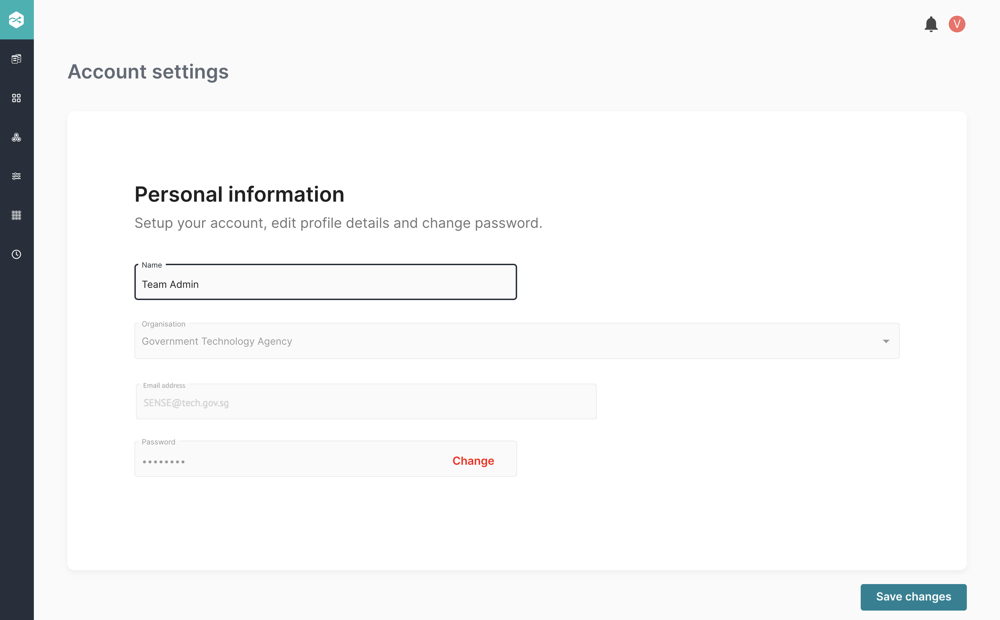 V
Account settings
Personal information
Setup your account, edit profile details and change password.
Name
Team Admin
Organisation
Government Technology Agency
Email address
SENSE@tech.gov.sg
Password
••••••••
Change
Save changes